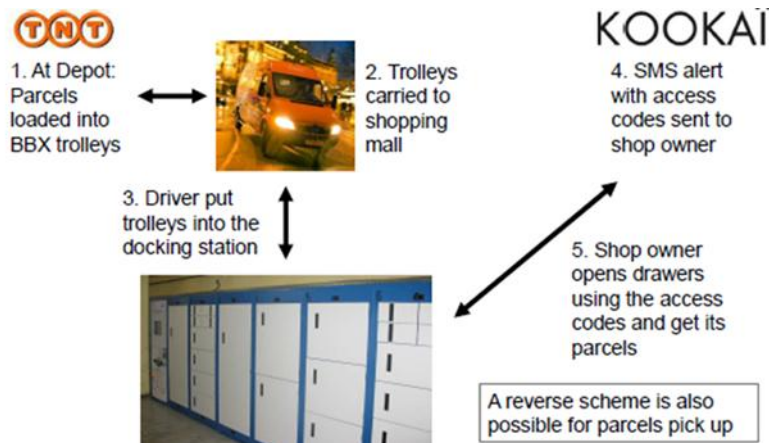 TNT
KOOKAÏ
1. At Depot:
Parcels
loaded into
BBX trolleys
2. Trolleys
carried to
shopping
mall
4. SMS alert
with access
codes sent to
shop owner
3. Driver put
trolleys into the
docking station
5. Shop owner
opens drawers
using the access
codes and get its
parcels
A reverse scheme is also
possible for parcels pick up